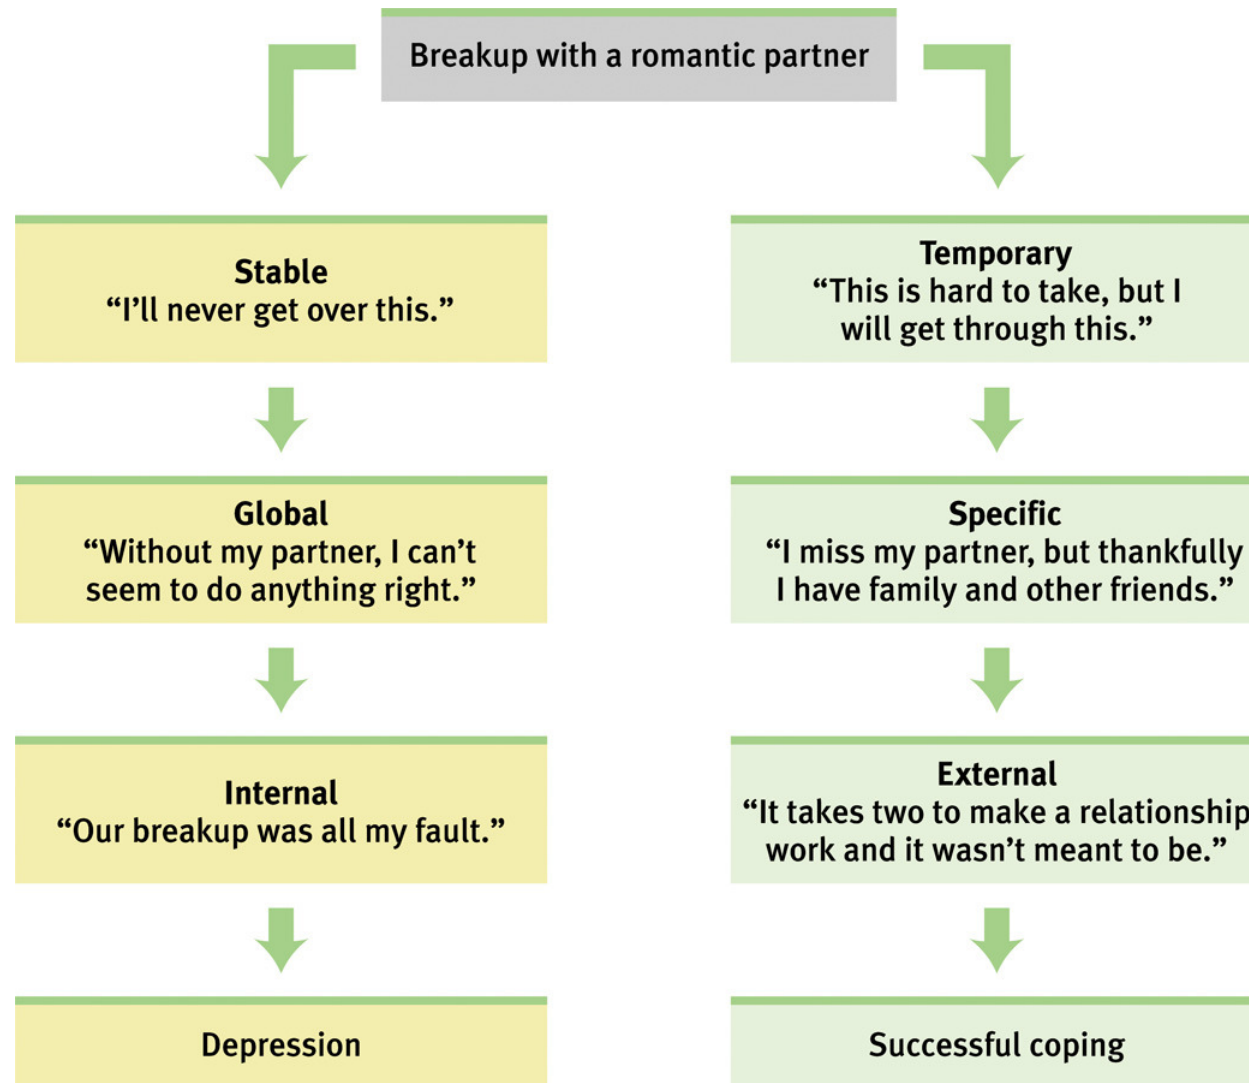 Breakup with a romantic partner
Stable
“I’ll never get over this.”
Global
“Without my partner, I can’t
seem to do anything right.”
Internal
“Our breakup was all my fault.”
Depression
Temporary
“This is hard to take, but I
will get through this.”
Specific
“I miss my partner, but thankfully
I have family and other friends.”
External
“It takes two to make a relationship
work and it wasn’t meant to be.”
Successful coping